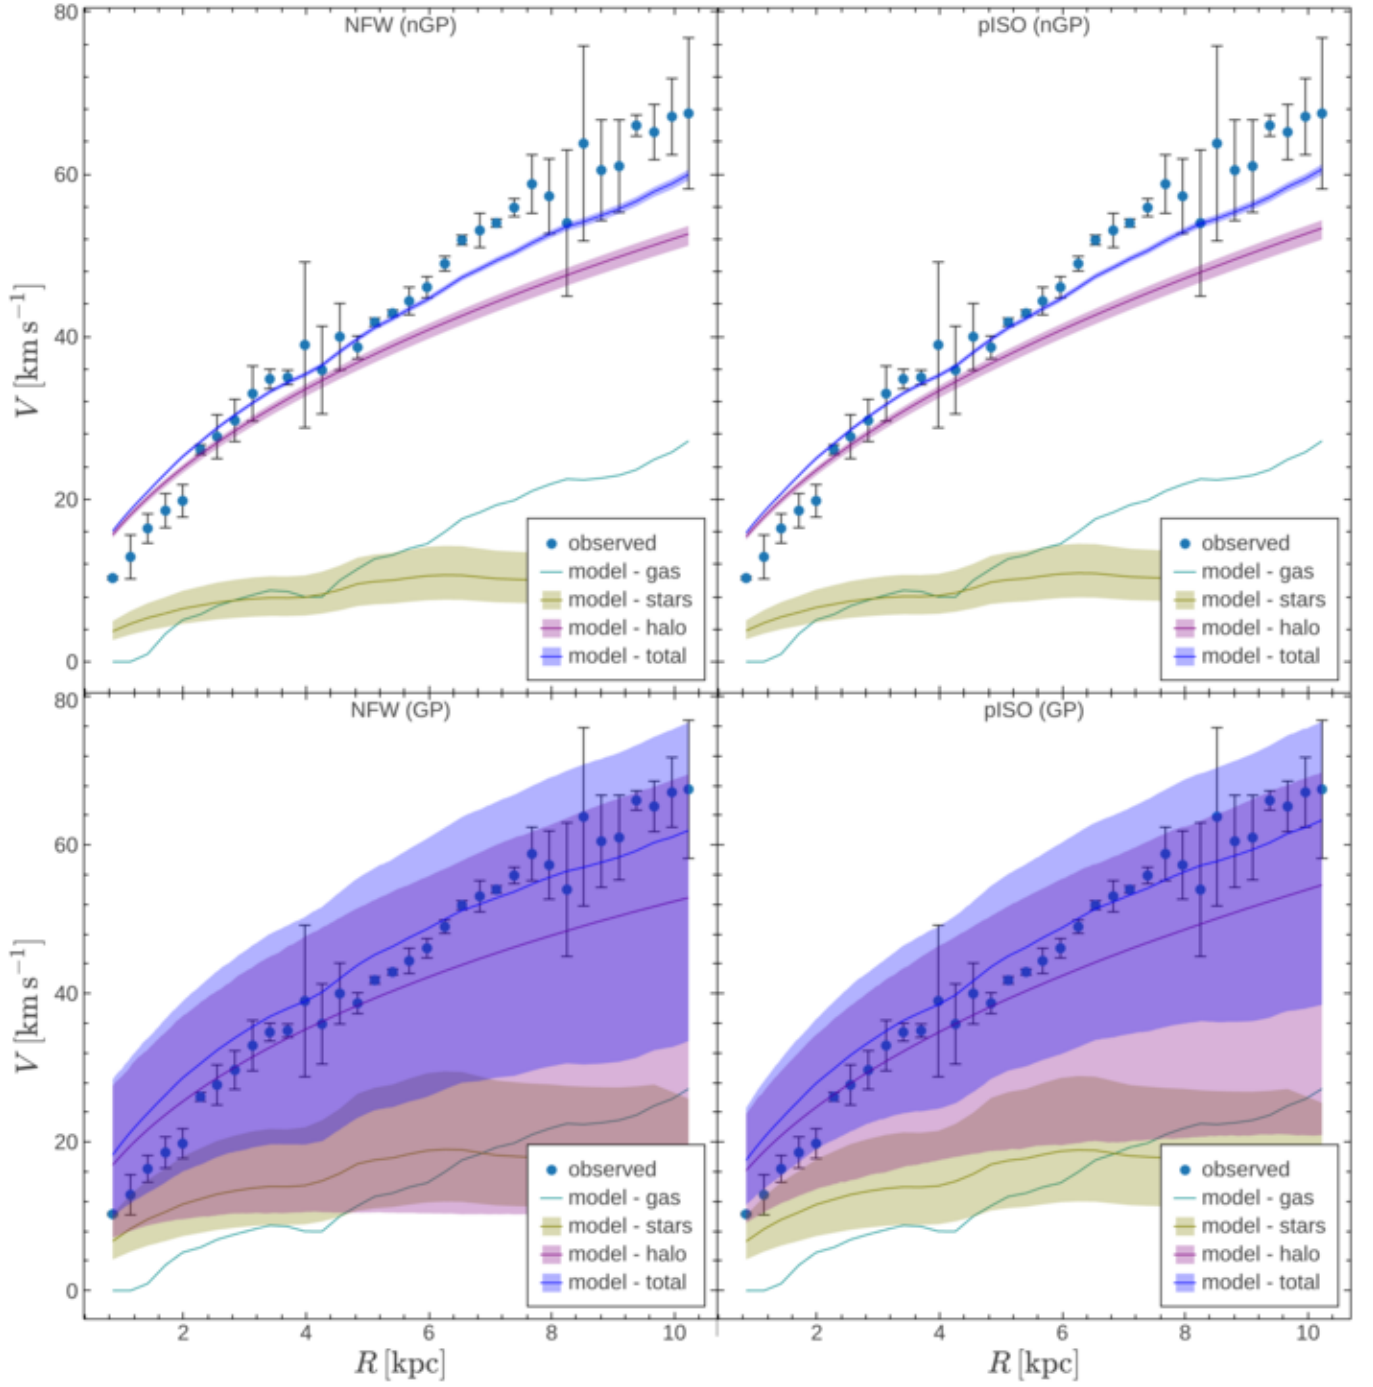 NFW (nGP)
pISO (nGP)
80
60
40
20
0
V [km s⁻¹]
observed
model - gas
model - stars
model - halo
model - total
observed
model - gas
model - stars
model - halo
model - total
NFW (GP)
pISO (GP)
80
60
40
20
0
V [km s⁻¹]
observed
model - gas
model - stars
model - halo
model - total
observed
model - gas
model - stars
model - halo
model - total
2 4 6 8 10
2 4 6 8 10
R [kpc]
R [kpc]